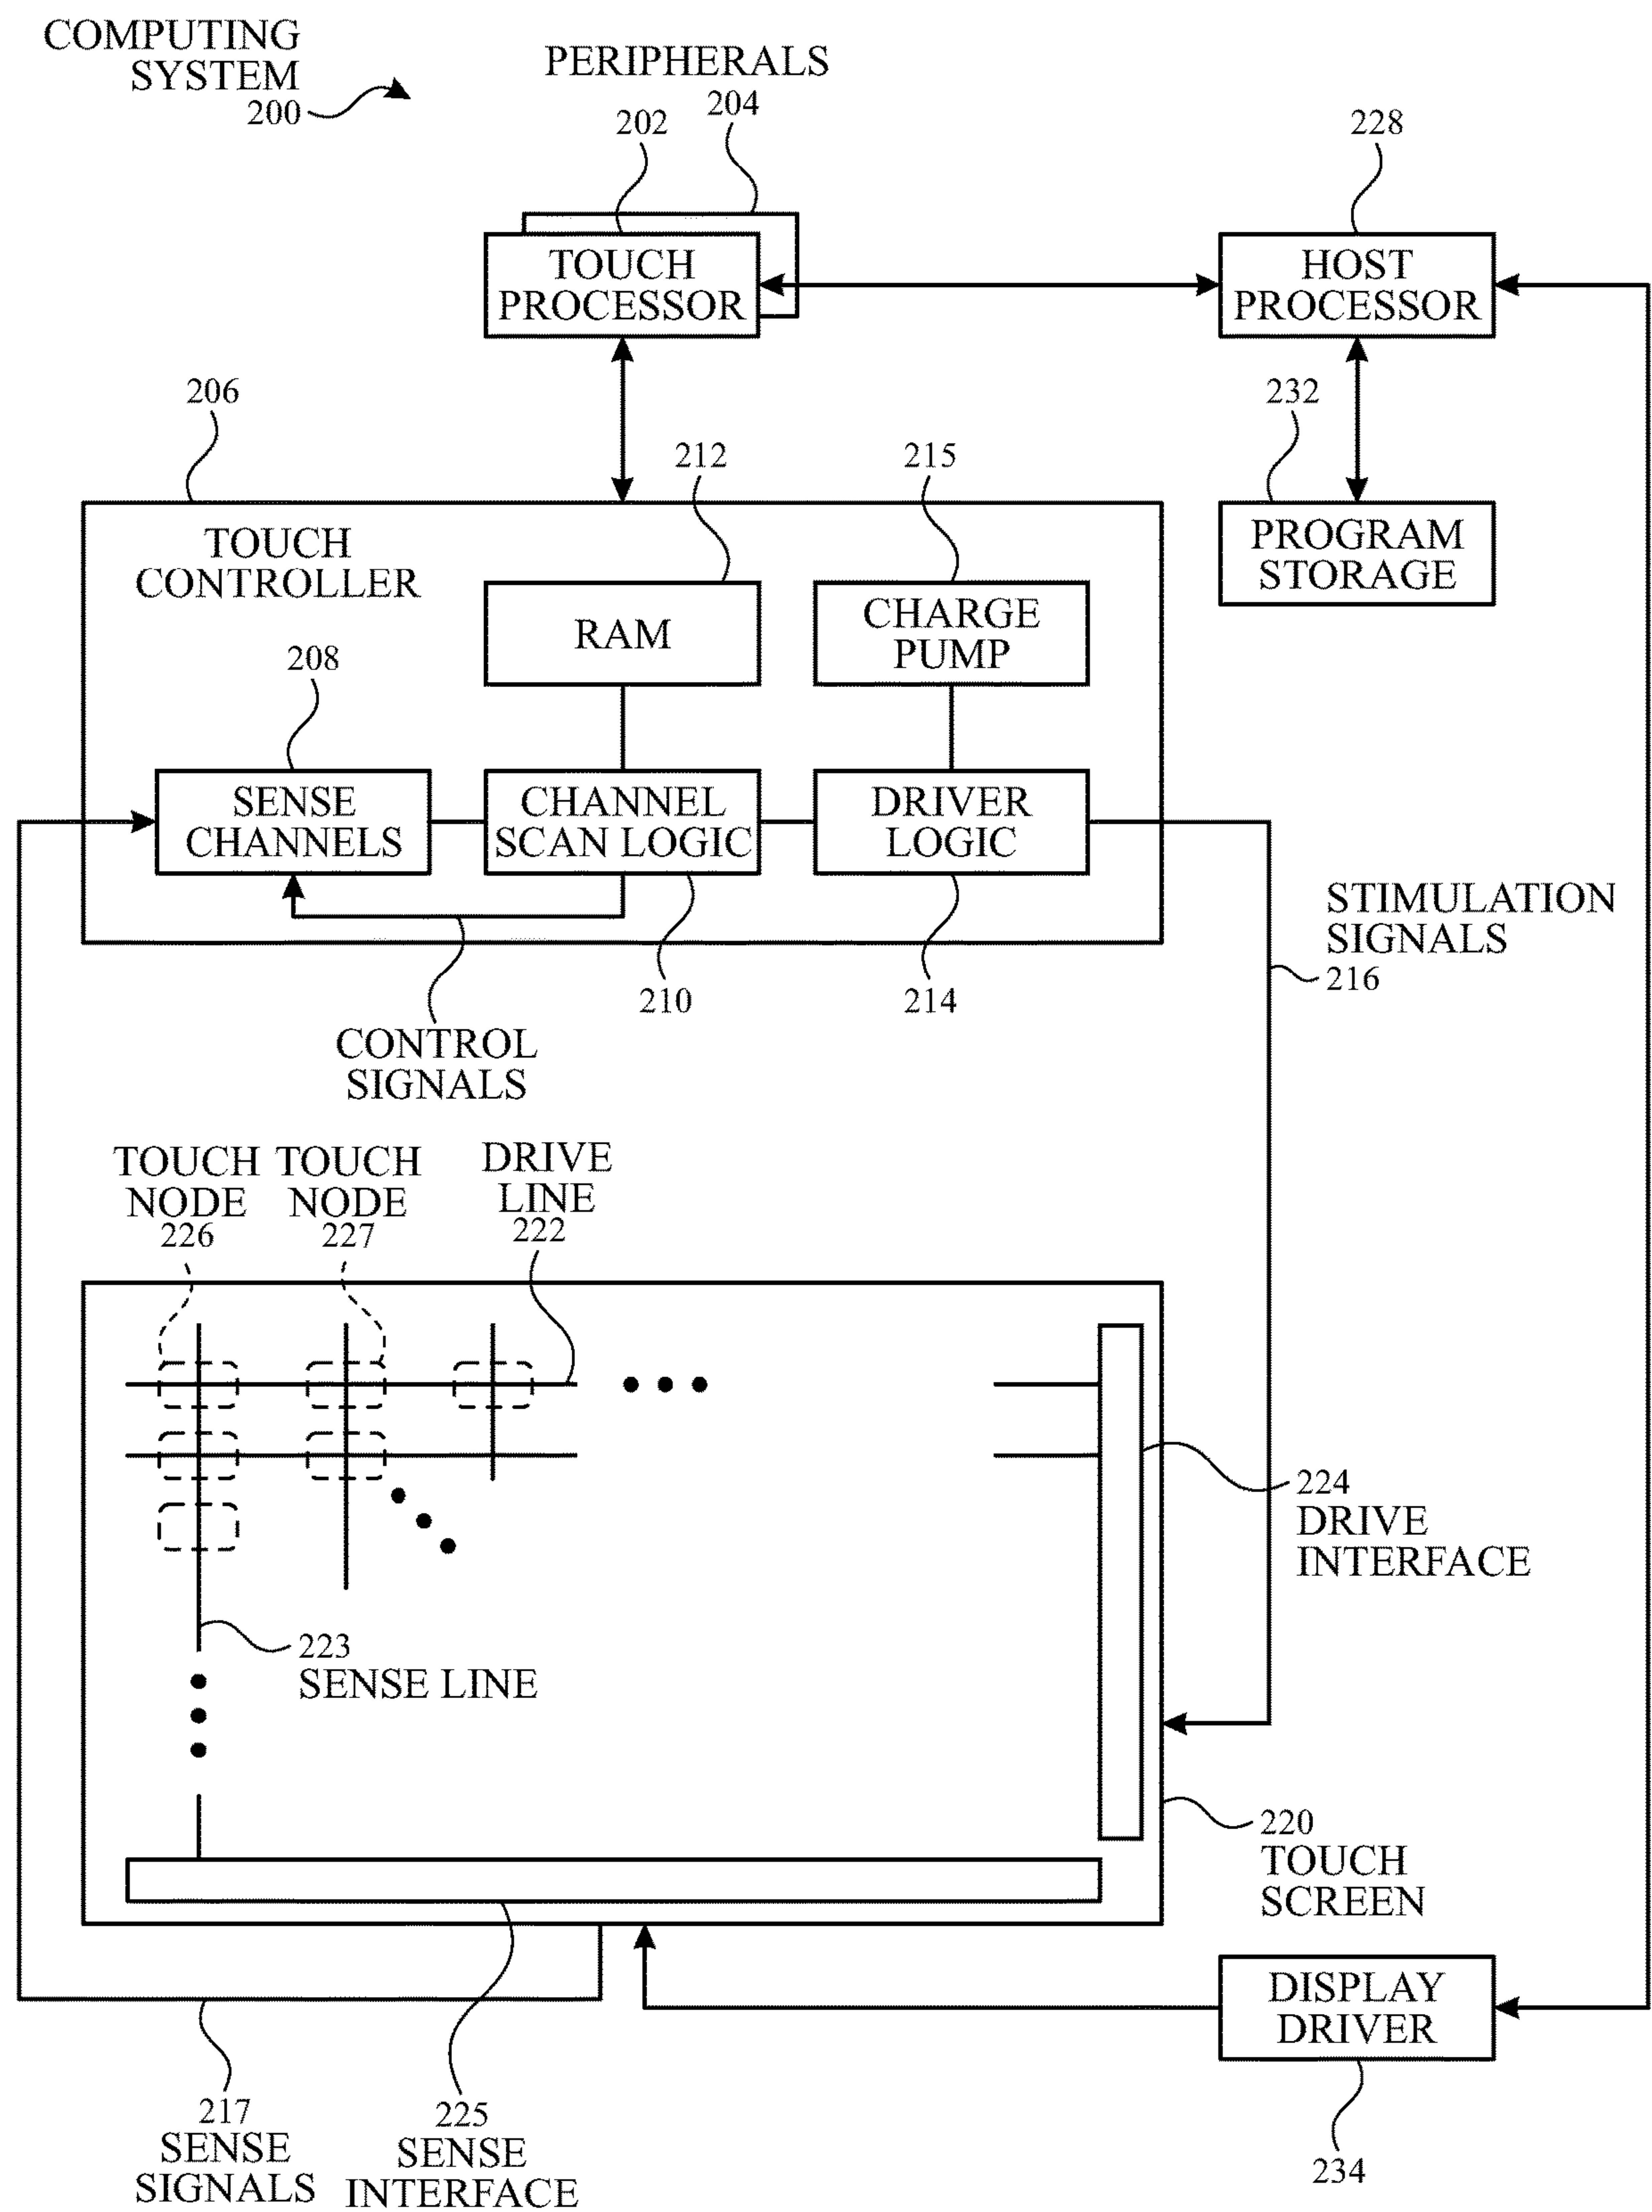 COMPUTING
SYSTEM
200
PERIPHERALS
204
202
228
TOUCH
PROCESSOR
HOST
PROCESSOR
206
232
212
215
TOUCH
CONTROLLER
PROGRAM
STORAGE
RAM
CHARGE
PUMP
208
SENSE
CHANNELS
CHANNEL
SCAN LOGIC
DRIVER
LOGIC
STIMULATION
SIGNALS
216
210
214
CONTROL
SIGNALS
TOUCH
NODE
226
TOUCH
NODE
227
DRIVE
LINE
222
224
DRIVE
INTERFACE
223
SENSE LINE
220
TOUCH
SCREEN
DISPLAY
DRIVER
234
217
SENSE
SIGNALS
225
SENSE
INTERFACE